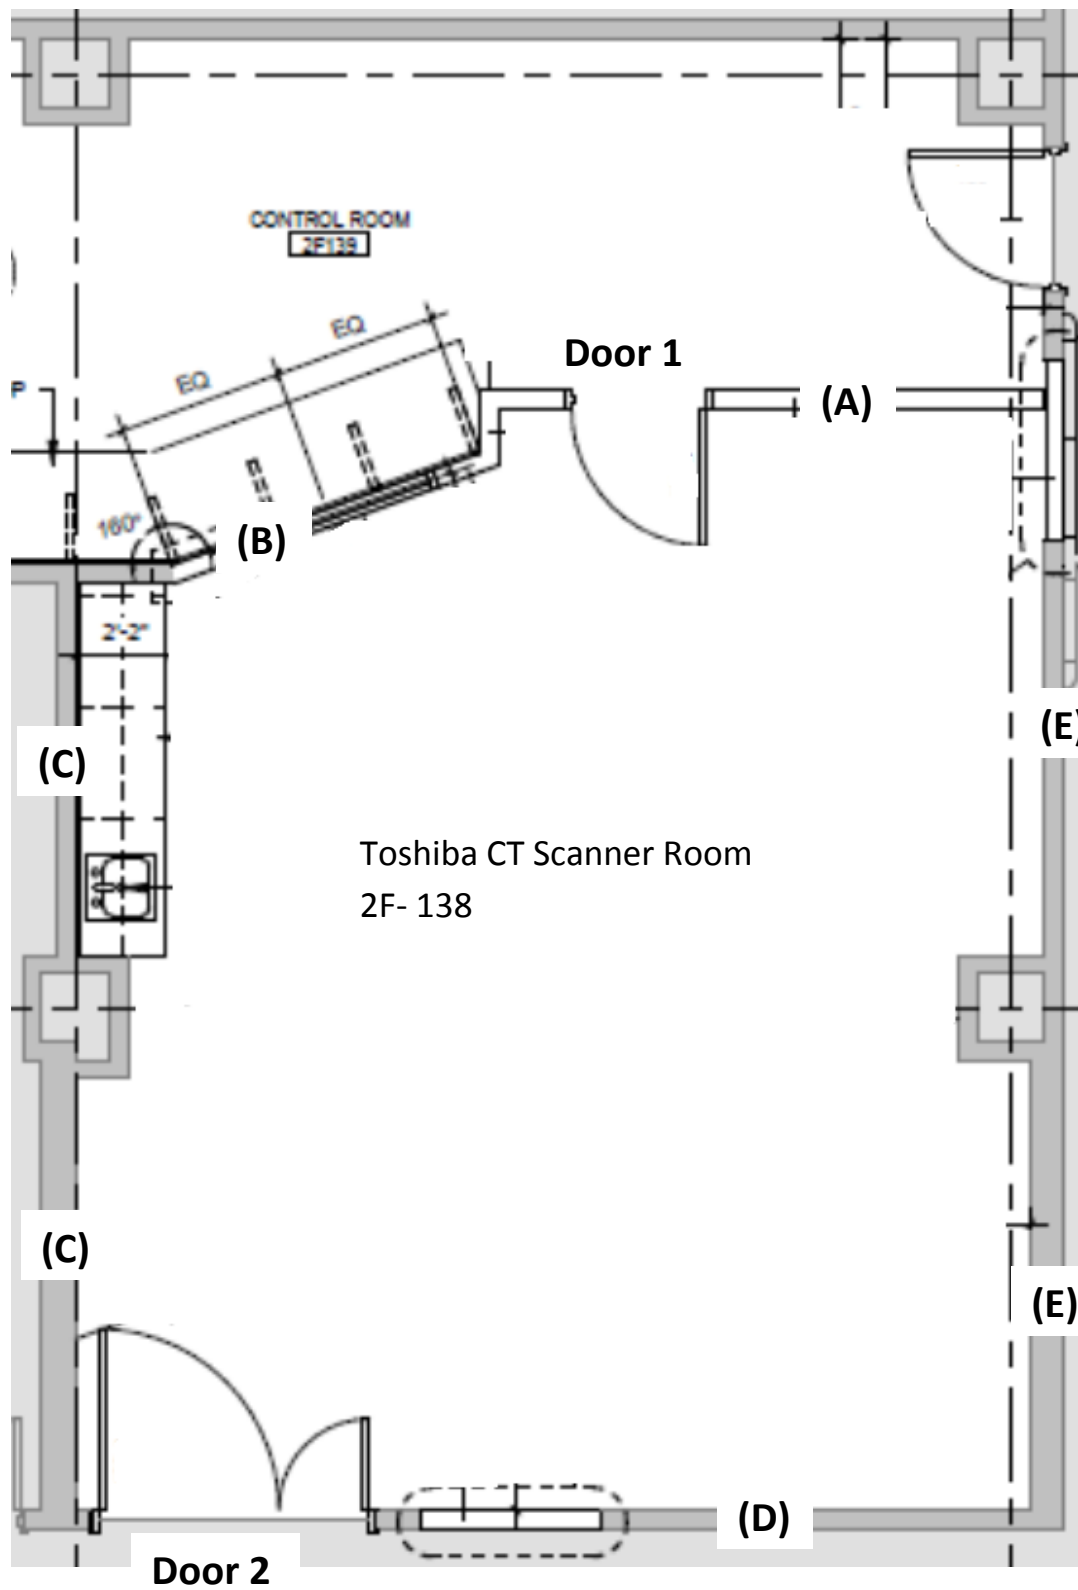 CONTROL ROOM
2F139
EQ
EQ
Door 1
P
(A)
160°
(B)
2'-2"
(C)
(E)
Toshiba CT Scanner Room
2F- 138
(C)
(E)
(D)
Door 2